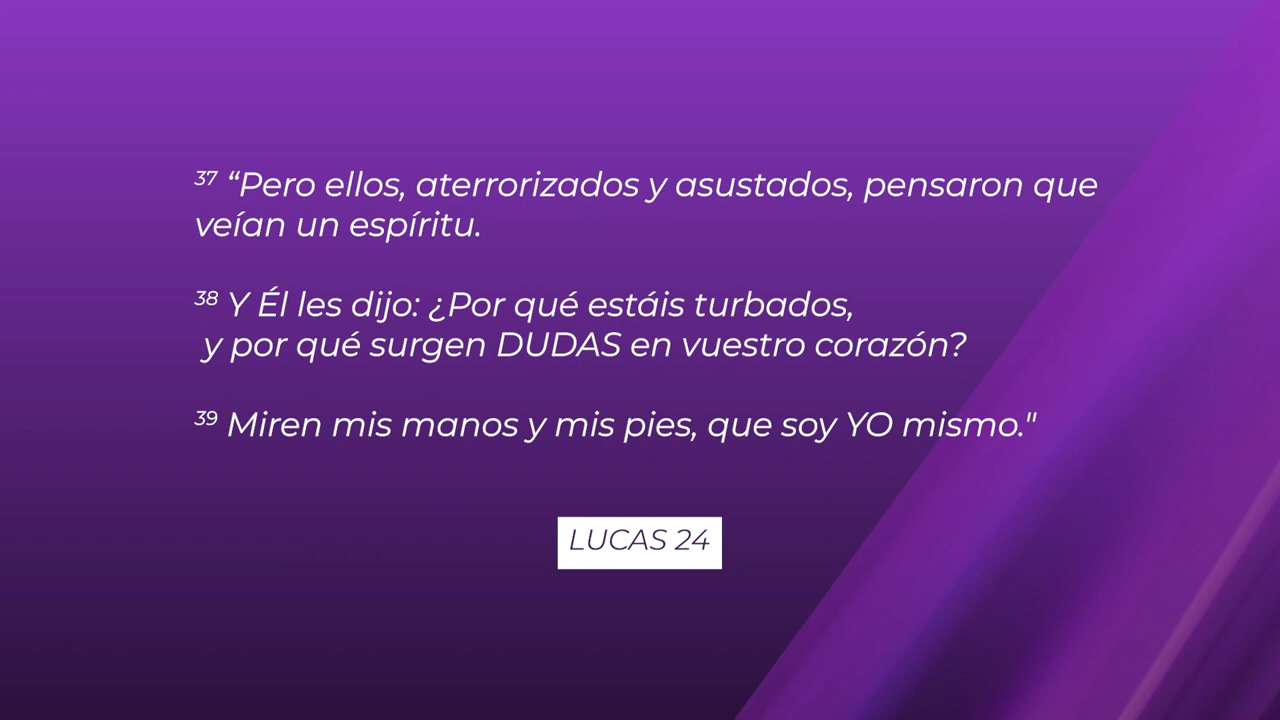 37 “Pero ellos, aterrorizados y asustados, pensaron que
veían un espíritu.
38 Y Él les dijo: ¿Por qué estáis turbados,
y por qué surgen DUDAS en vuestro corazón?
39 Miren mis manos y mis pies, que soy YO mismo."
LUCAS 24